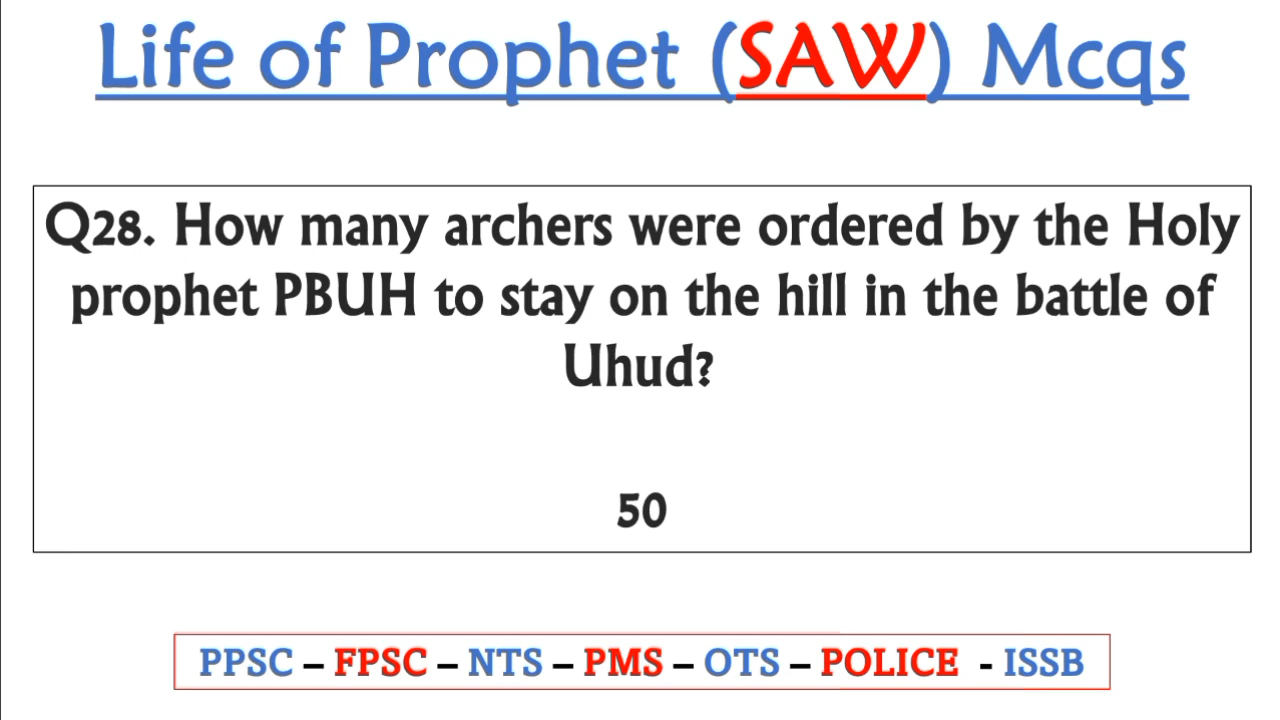 Life of Prophet (SAW) Mcqs
Q28. How many archers were ordered by the Holy
prophet PBUH to stay on the hill in the battle of
Uhud?
50
PPSC – FPSC – NTS – PMS – OTS – POLICE - ISSB